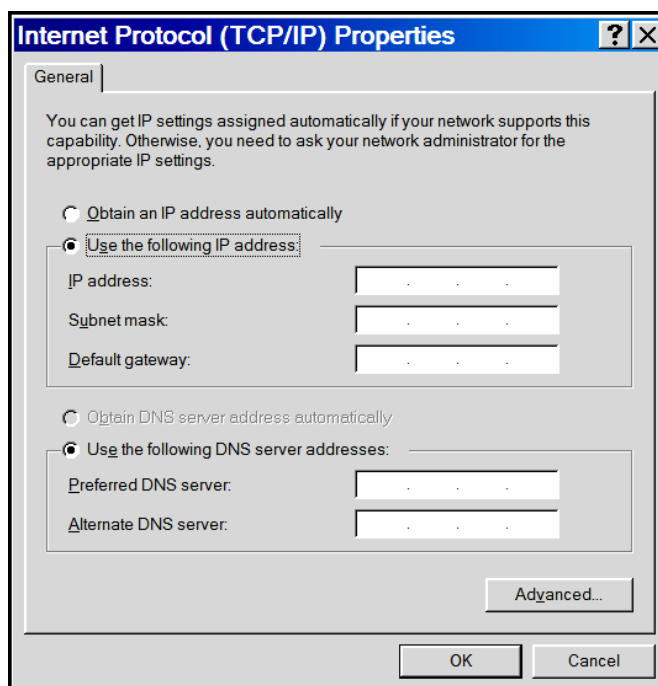 Internet Protocol (TCP/IP) Properties
General
You can get IP settings assigned automatically if your network supports this
capability. Otherwise, you need to ask your network administrator for the
appropriate IP settings.
Obtain an IP address automatically
Use the following IP address:
IP address:
Subnet mask:
Default gateway:
Obtain DNS server address automatically
Use the following DNS server addresses:
Preferred DNS server:
Alternate DNS server:
Advanced...
OK Cancel